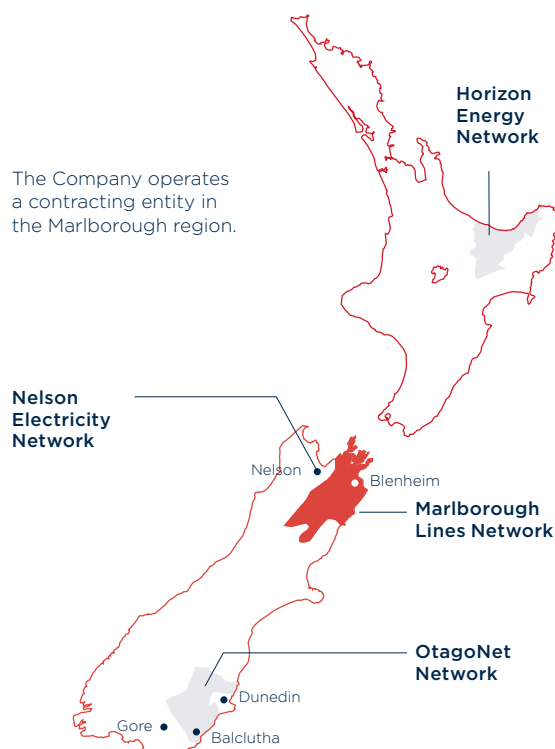 Horizon
Energy
Network
The Company operates
a contracting entity in
the Marlborough region.
Nelson
Electricity
Network
Nelson
Blenheim
Marlborough
Lines Network
OtagoNet
Network
Dunedin
Gore
Balclutha